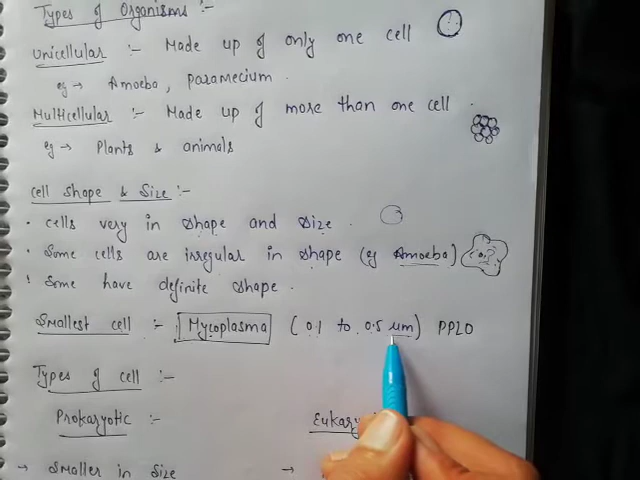 Types of Organisms :-
Unicellular :- Made up of only one cell
eg → Amoeba, paramecium.
Multicellular :- Made up of more than one cell.
eg → Plants & animals
Cell Shape & Size :-
· Cells very in shape and size.
· Some cells are irregular in shape (eg Amoeba)
· Some have definite shape.
Smallest cell :- Mycoplasma (0.1 to 0.5 μm) PPLO
Types of cell :-
Prokaryotic :- Eukary
→ Smaller in size →